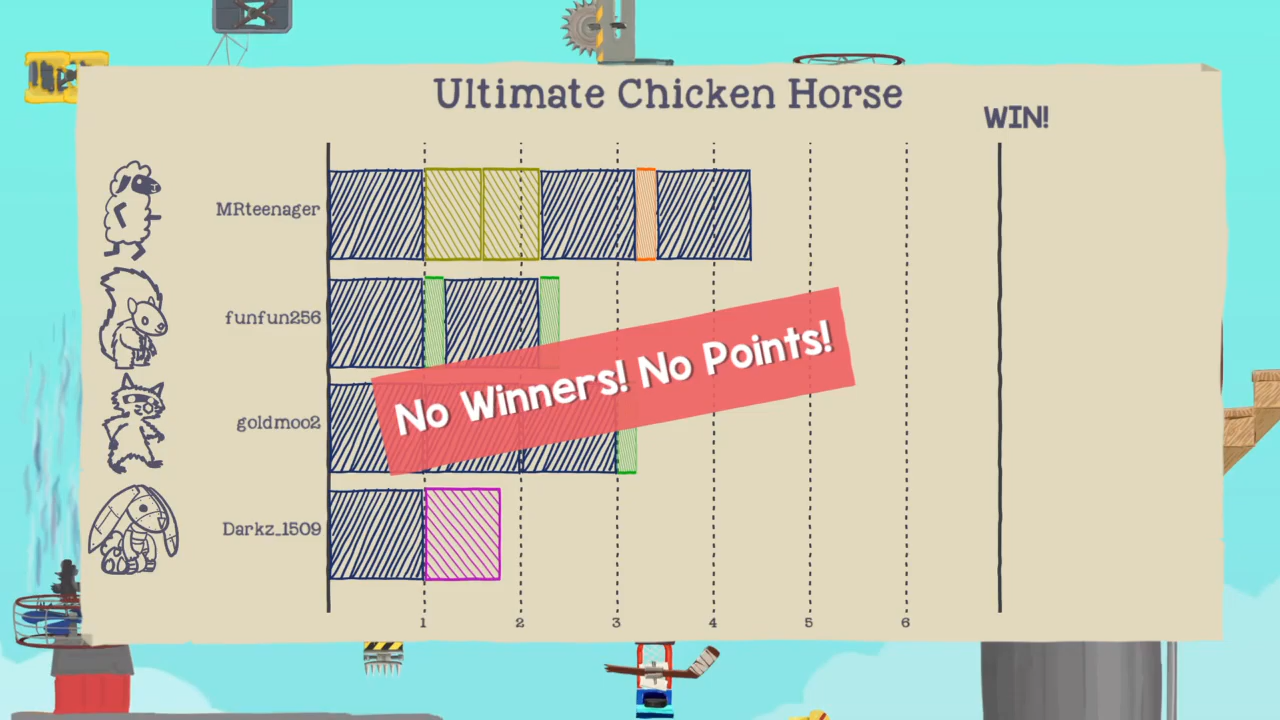 Ultimate Chicken Horse
WIN!
MRteenager
funfun256
No Winners! No Points!
goldmoo2
Darkz_1509
1 2 3 4 5 6